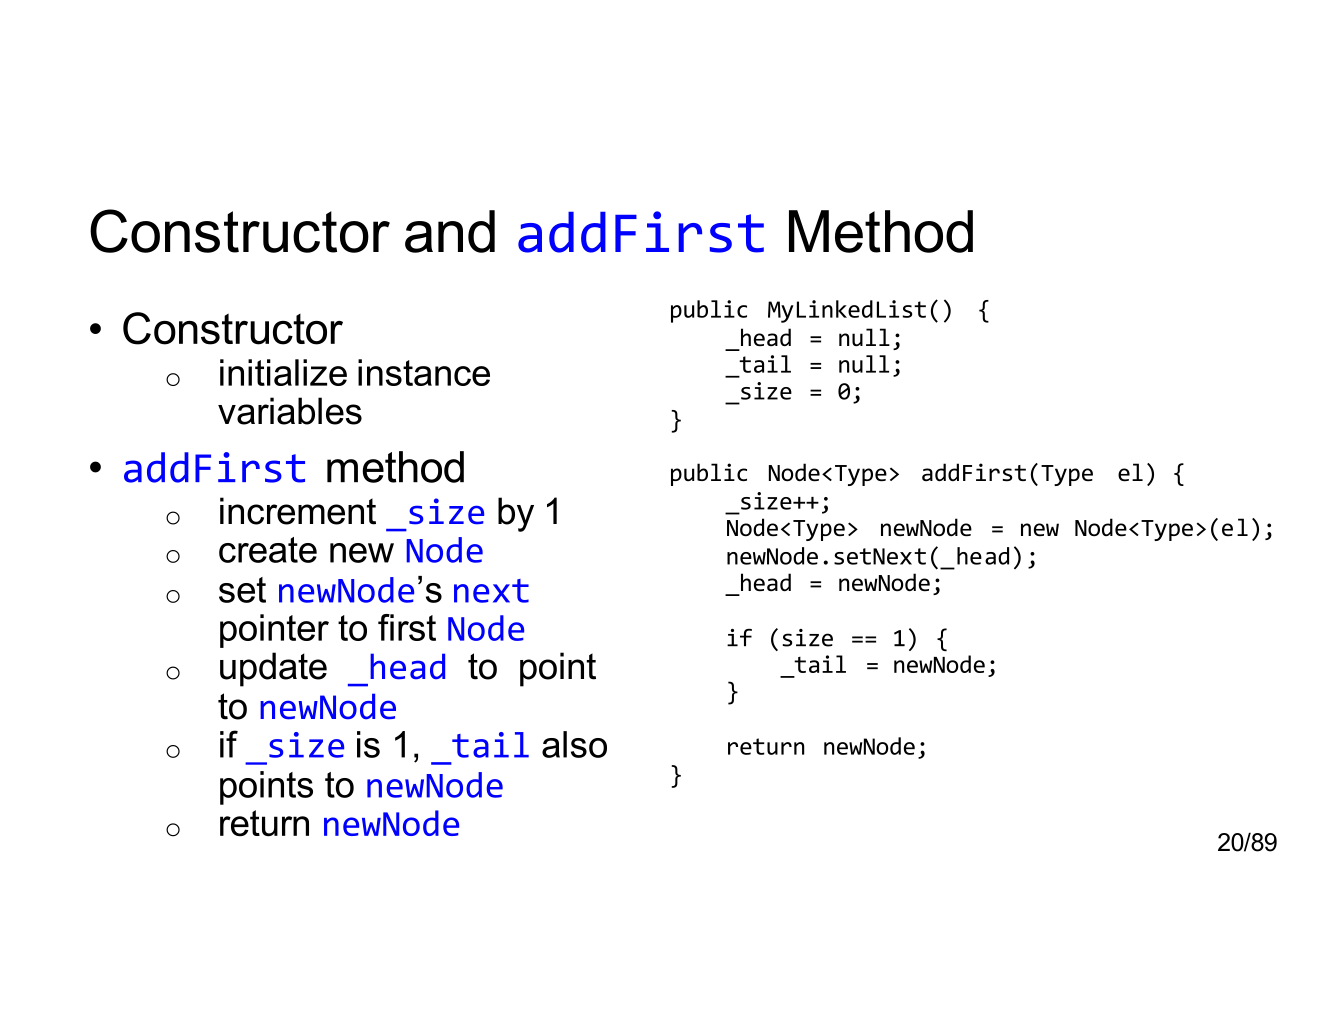 Constructor and addFirst Method
• Constructor
○ initialize instance
variables
• addFirst method
○ increment _size by 1
○ create new Node
○ set newNode’s next
pointer to first Node
○ update _head to point
to newNode
○ if _size is 1, _tail also
points to newNode
○ return newNode
public MyLinkedList() {
_head = null;
_tail = null;
_size = 0;
}
public Node<Type> addFirst(Type el) {
_size++;
Node<Type> newNode = new Node<Type>(el);
newNode.setNext(_head);
_head = newNode;
if (size == 1) {
_tail = newNode;
}
return newNode;
}
20/89